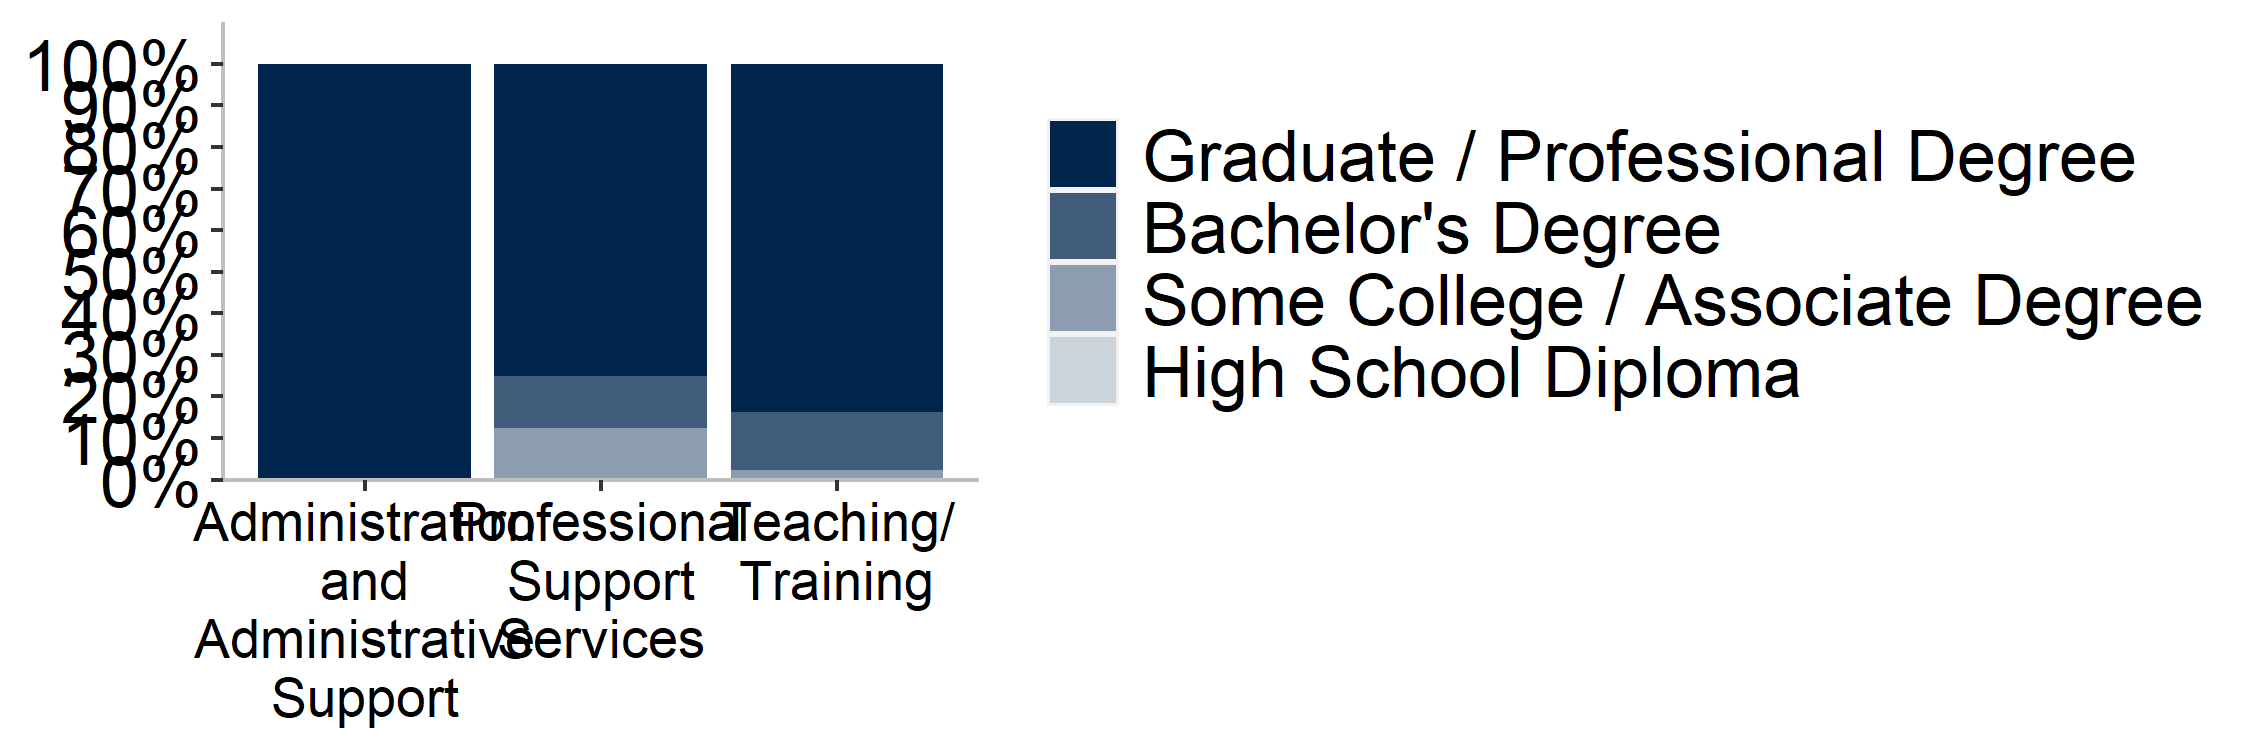 100%
90%
80%
70%
60%
50%
40%
30%
20%
10%
0%
Administration
and
Administrative
Support
Professional
Support
Services
Teaching/
Training
Graduate / Professional Degree
Bachelor's Degree
Some College / Associate Degree
High School Diploma